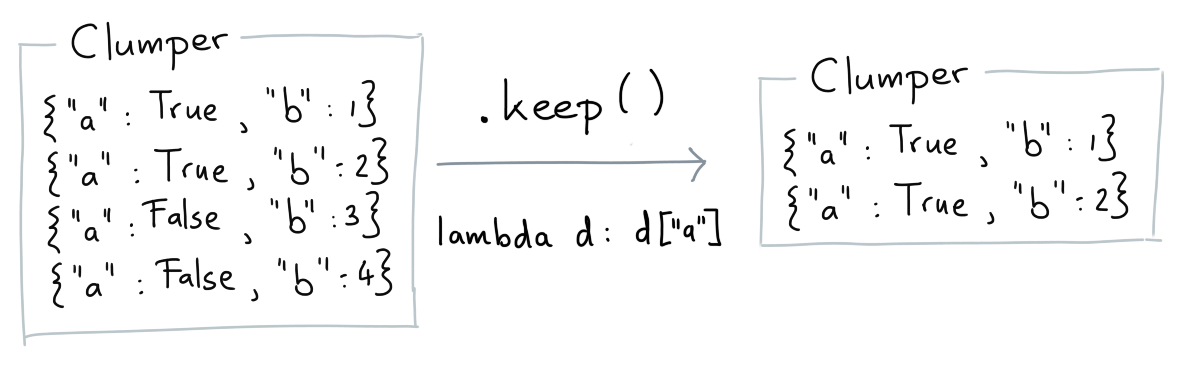 Clumper
{"a" : True , "b" : 1}
{"a" : True , "b" : 2}
{"a" : False , "b" : 3}
{"a" : False , "b" : 4}
.keep()
lambda d: d["a"]
Clumper
{"a" : True , "b" : 1}
{"a" : True , "b" : 2}